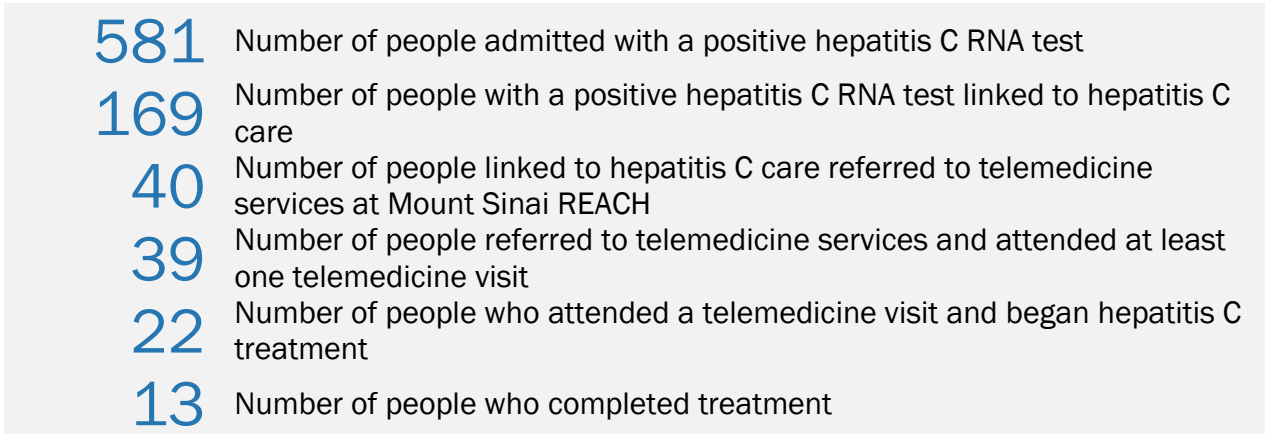 581 Number of people admitted with a positive hepatitis C RNA test
169 Number of people with a positive hepatitis C RNA test linked to hepatitis C
care
40 Number of people linked to hepatitis C care referred to telemedicine
services at Mount Sinai REACH
39 Number of people referred to telemedicine services and attended at least
one telemedicine visit
22 Number of people who attended a telemedicine visit and began hepatitis C
treatment
13 Number of people who completed treatment